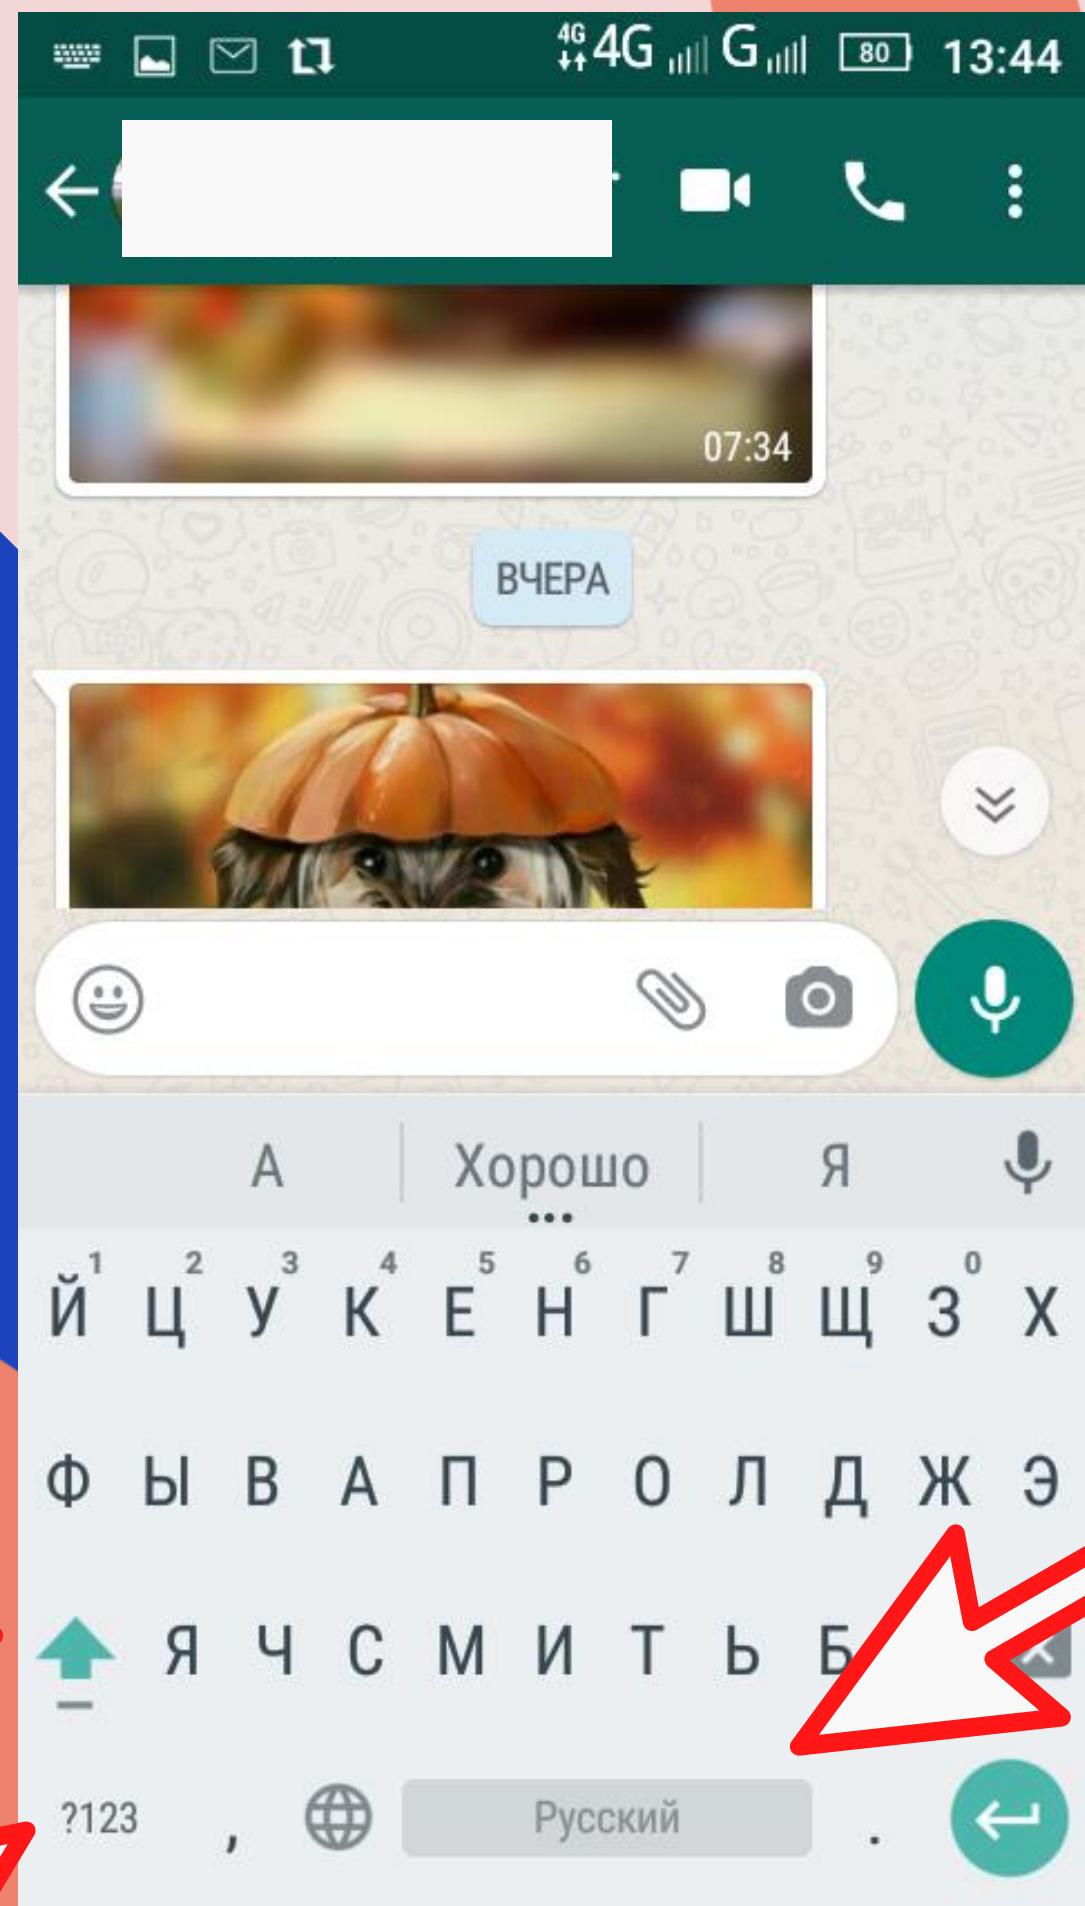 4G 4G G 80 13:44
07:34
ВЧЕРА
А Хорошо Я
1 2 3 4 5 6 7 8 9 0
Й Ц У К Е Н Г Ш Щ З Х
Ф Ы В А П Р О Л Д Ж Э
Я Ч С М И Т Ь Б
?123 , Русский .